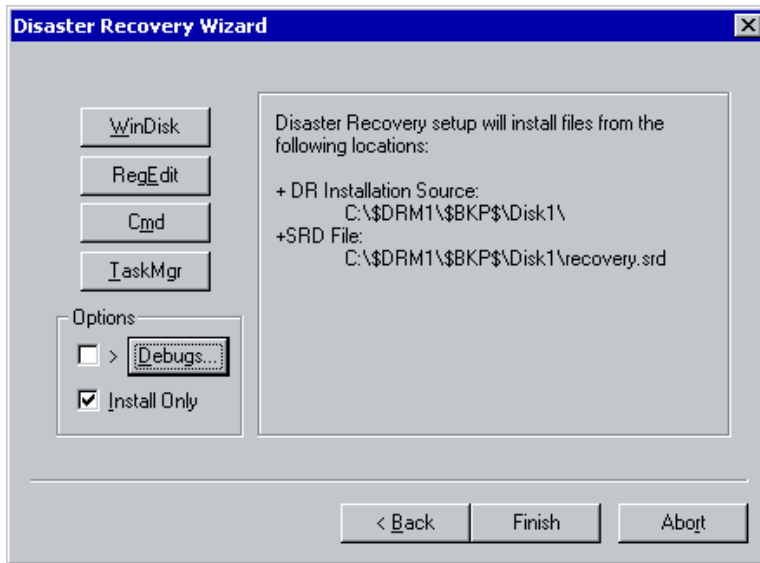 Disaster Recovery Wizard
WinDisk
RegEdit
Cmd
TaskMgr
Options
> Debugs...
Install Only
Disaster Recovery setup will install files from the
following locations:
+ DR Installation Source:
C:\$DRM1\$BKP$\Disk1\
+SRD File:
C:\$DRM1\$BKP$\Disk1\recovery.srd
< Back
Finish
Abort